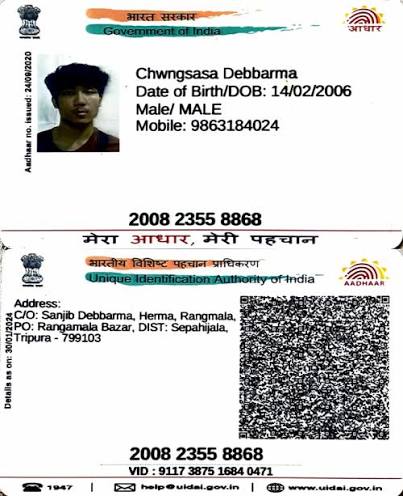 भारत सरकार
Government of India
आधार
Aadhaar no. issued: 24/09/2020
Chwngsasa Debbarma
Date of Birth/DOB: 14/02/2006
Male/ MALE
Mobile: 9863184024
2008 2355 8868
मेरा आधार, मेरी पहचान
भारतीय विशिष्ट पहचान प्राधिकरण
Unique Identification Authority of India
AADHAAR
Details as on: 30/01/2024
Address:
C/O: Sanjib Debbarma, Herma, Rangmala,
PO: Rangamala Bazar, DIST: Sepahijala,
Tripura - 799103
2008 2355 8868
VID : 9117 3875 1684 0471
1947 | help@uidai.gov.in | www.uidai.gov.in